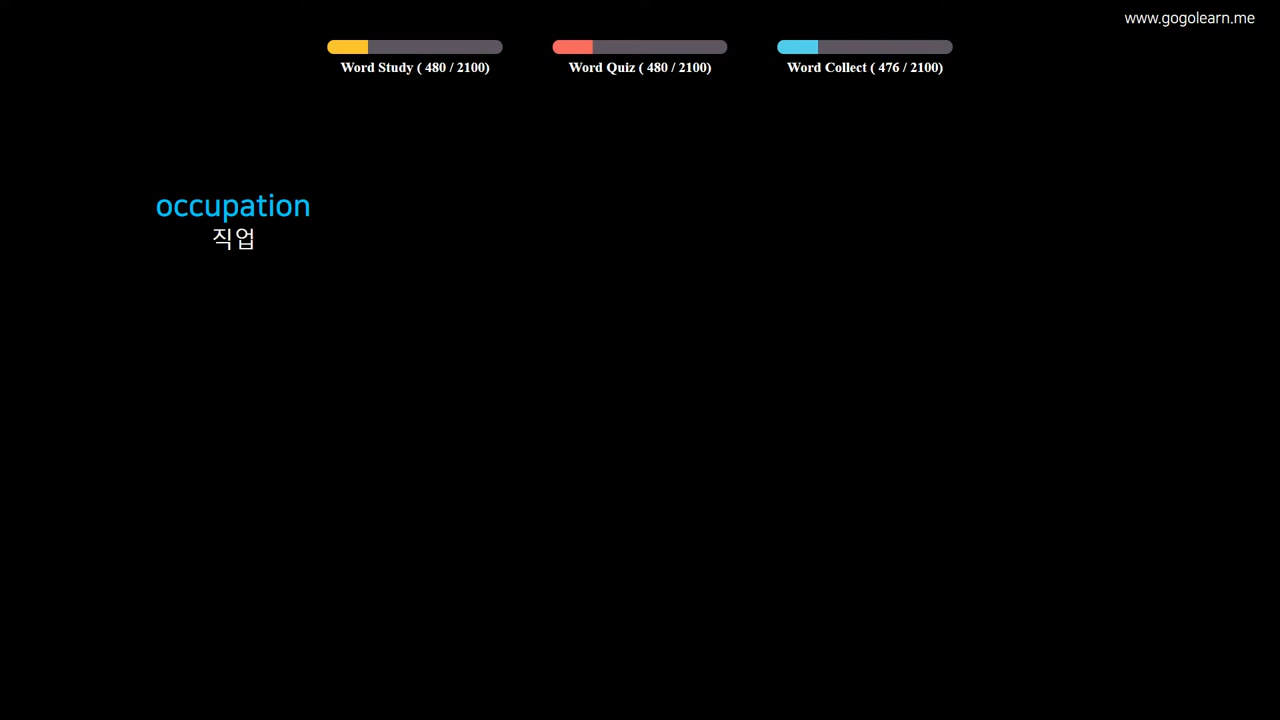 www.gogolearn.me
Word Study ( 480 / 2100)
Word Quiz ( 480 / 2100)
Word Collect ( 476 / 2100)
occupation
직업